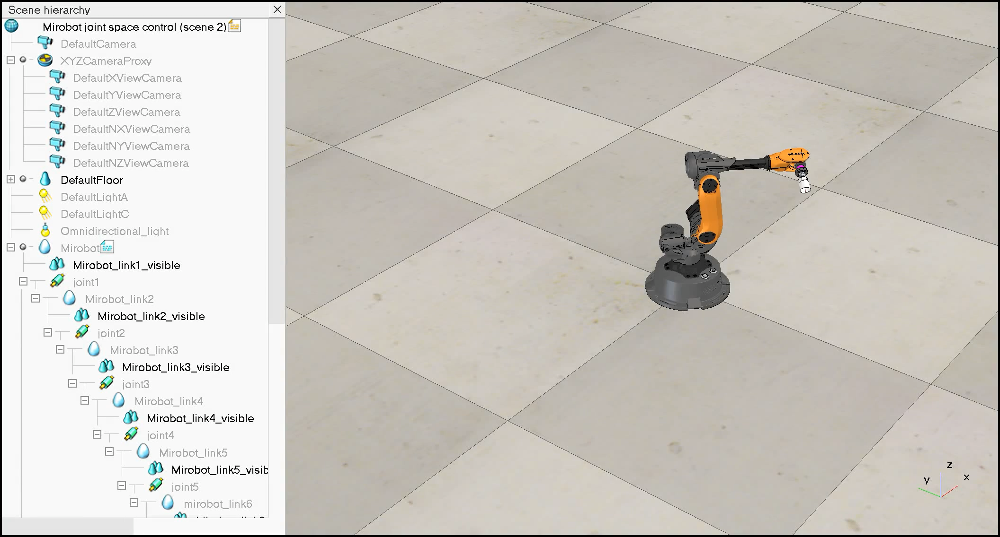 Scene hierarchy
Mirobot joint space control (scene 2)
DefaultCamera
XYZCameraProxy
DefaultXViewCamera
DefaultYViewCamera
DefaultZViewCamera
DefaultNXViewCamera
DefaultNYViewCamera
DefaultNZViewCamera
DefaultFloor
DefaultLightA
DefaultLightC
Omnidirectional_light
Mirobot
Mirobot_link1_visible
joint1
Mirobot_link2
Mirobot_link2_visible
joint2
Mirobot_link3
Mirobot_link3_visible
joint3
Mirobot_link4
Mirobot_link4_visible
joint4
Mirobot_link5
Mirobot_link5_visib
joint5
mirobot_link6
WLKATA
z
y
x